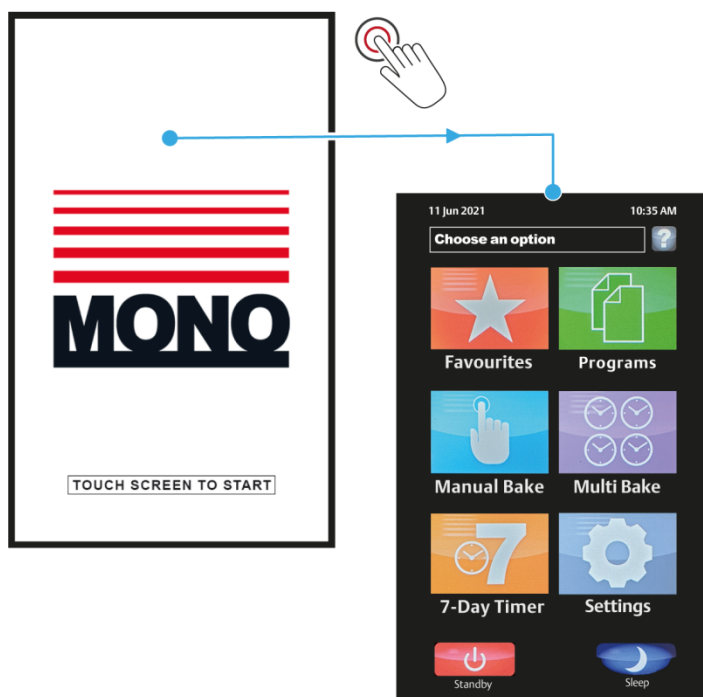 MONO
TOUCH SCREEN TO START
11 Jun 2021 10:35 AM
Choose an option ?
Favourites Programs
Manual Bake Multi Bake
7
7-Day Timer Settings
Standby Sleep